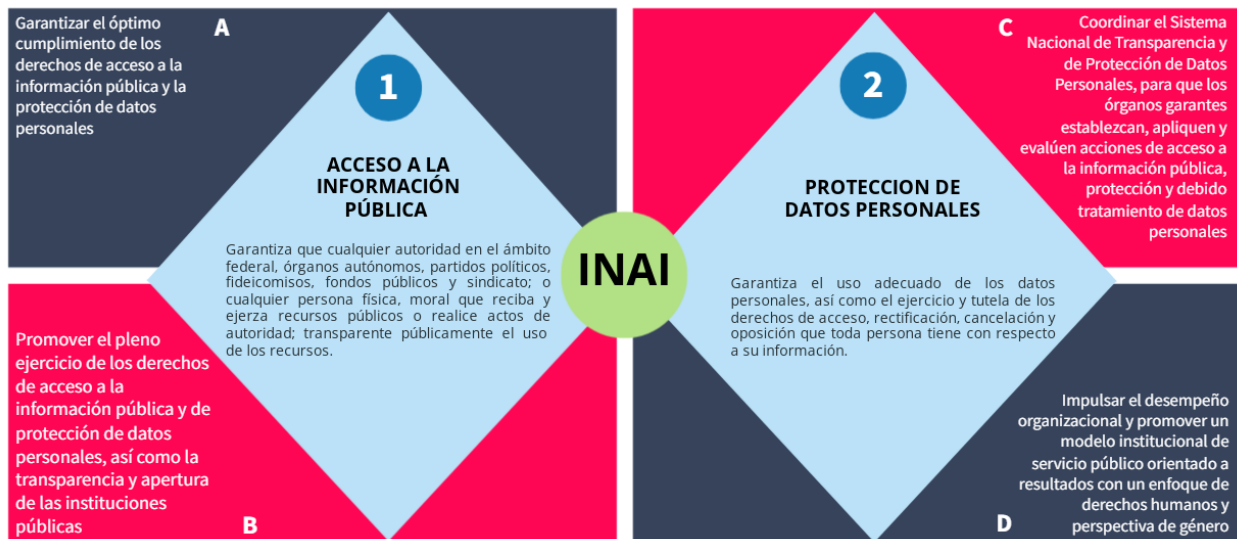 Garantizar el óptimo
cumplimiento de los
derechos de acceso a la
información pública y la
protección de datos
personales
A
1
ACCESO A LA
INFORMACIÓN
PÚBLICA
Garantiza que cualquier autoridad en el ámbito
federal, órganos autónomos, partidos políticos,
fideicomisos, fondos públicos y sindicato; o
cualquier persona física, moral que reciba y
ejerza recursos públicos o realice actos de
autoridad; transparente públicamente el uso
de los recursos.
Promover el pleno
ejercicio de los derechos
de acceso a la
información pública y de
protección de datos
personales, así como la
transparencia y apertura
de las instituciones
públicas
B
INAI
2
PROTECCION DE
DATOS PERSONALES
Garantiza el uso adecuado de los datos
personales, así como el ejercicio y tutela de los
derechos de acceso, rectificación, cancelación y
oposición que toda persona tiene con respecto
a su información.
C
Coordinar el Sistema
Nacional de Transparencia y
de Protección de Datos
Personales, para que los
órganos garantes
establezcan, apliquen y
evalúen acciones de acceso a
la información pública,
protección y debido
tratamiento de datos
personales
Impulsar el desempeño
organizacional y promover un
modelo institucional de
servicio público orientado a
resultados con un enfoque de
derechos humanos y
perspectiva de género
D